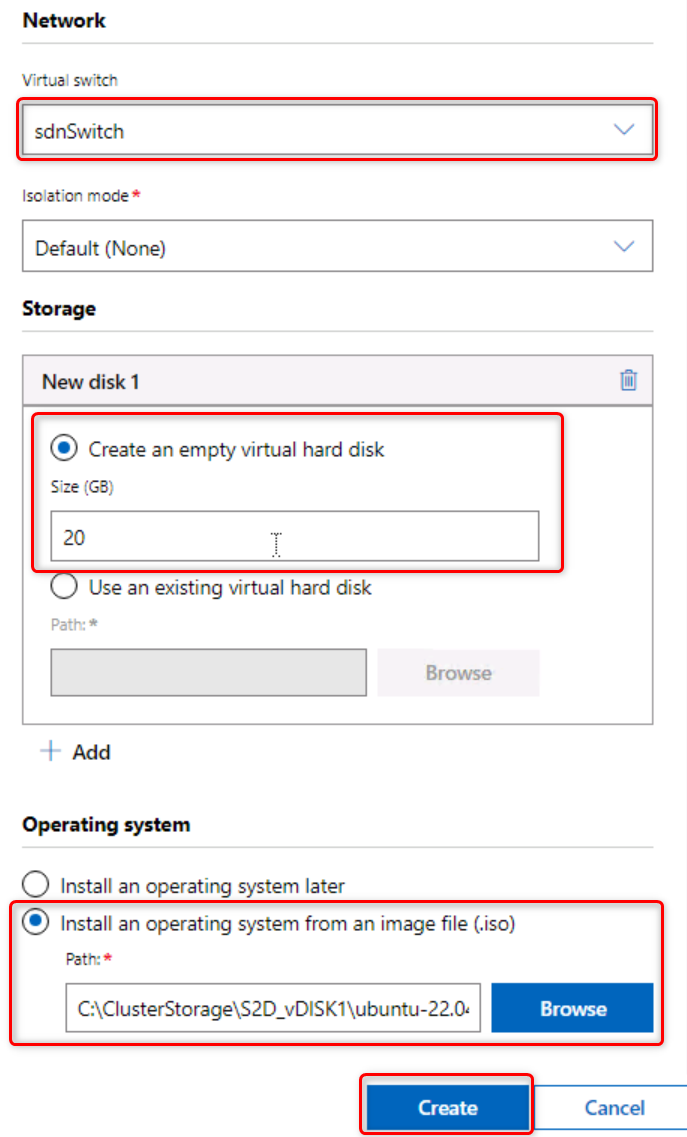 Network
Virtual switch
sdnSwitch
Isolation mode *
Default (None)
Storage
New disk 1
Create an empty virtual hard disk
Size (GB)
20
Use an existing virtual hard disk
Path: *
Browse
+ Add
Operating system
Install an operating system later
Install an operating system from an image file (.iso)
Path: *
C:\ClusterStorage\S2D_vDISK1\ubuntu-22.04
Browse
Create Cancel